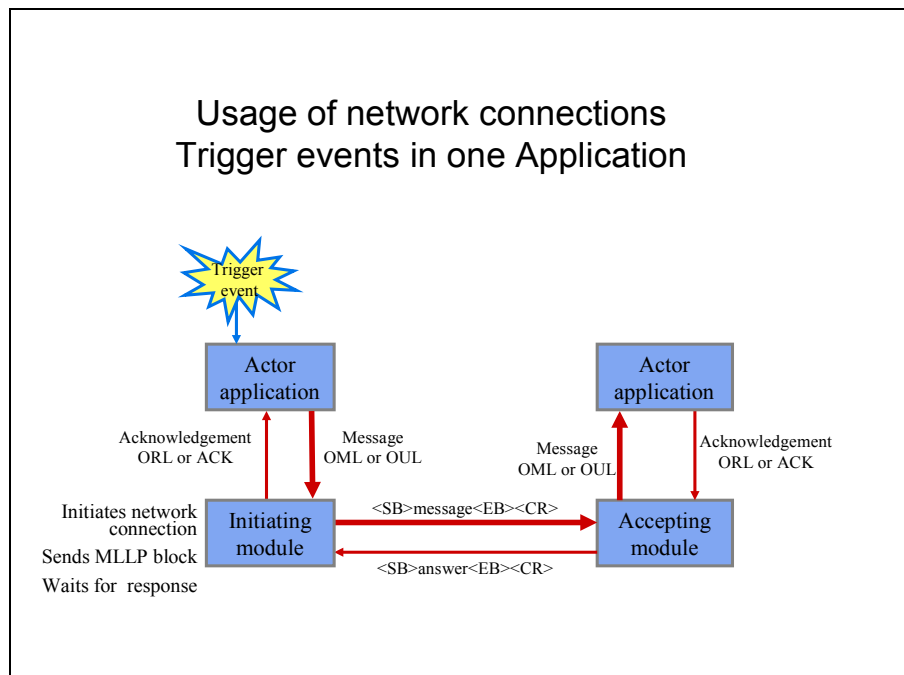 Usage of network connections
Trigger events in one Application
Trigger
event
Actor
application
Actor
application
Acknowledgement
ORL or ACK
Message
OML or OUL
Message
OML or OUL
Acknowledgement
ORL or ACK
Initiates network
connection
Sends MLLP block
Waits for response
Initiating
module
<SB>message<EB><CR>
<SB>answer<EB><CR>
Accepting
module